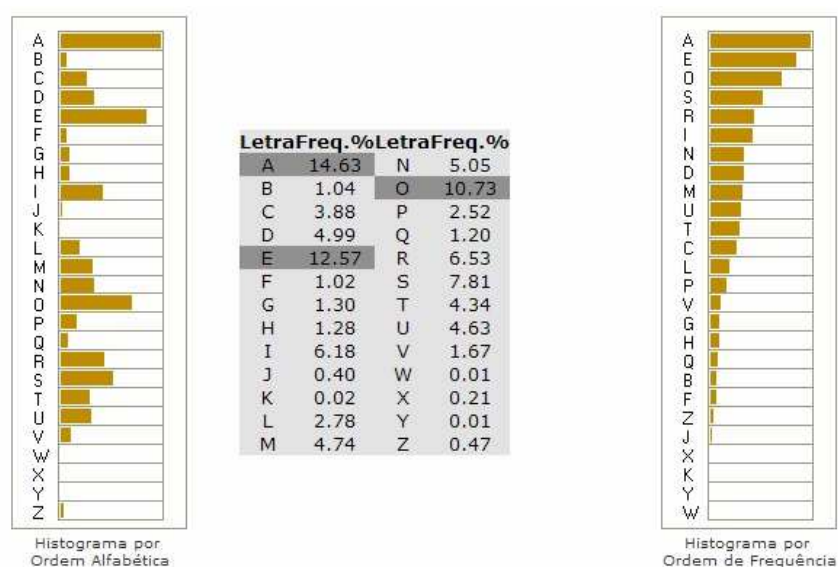 A
B
C
D
E
F
G
H
I
J
K
L
M
N
O
P
Q
R
S
T
U
V
W
X
Y
Z
Histograma por
Ordem Alfabética
LetraFreq.%LetraFreq.%
A 14.63 N 5.05
B 1.04 O 10.73
C 3.88 P 2.52
D 4.99 Q 1.20
E 12.57 R 6.53
F 1.02 S 7.81
G 1.30 T 4.34
H 1.28 U 4.63
I 6.18 V 1.67
J 0.40 W 0.01
K 0.02 X 0.21
L 2.78 Y 0.01
M 4.74 Z 0.47
A
E
O
S
R
I
N
D
M
U
T
C
L
P
V
G
H
Q
B
F
Z
J
X
K
Y
W
Histograma por
Ordem de Frequência